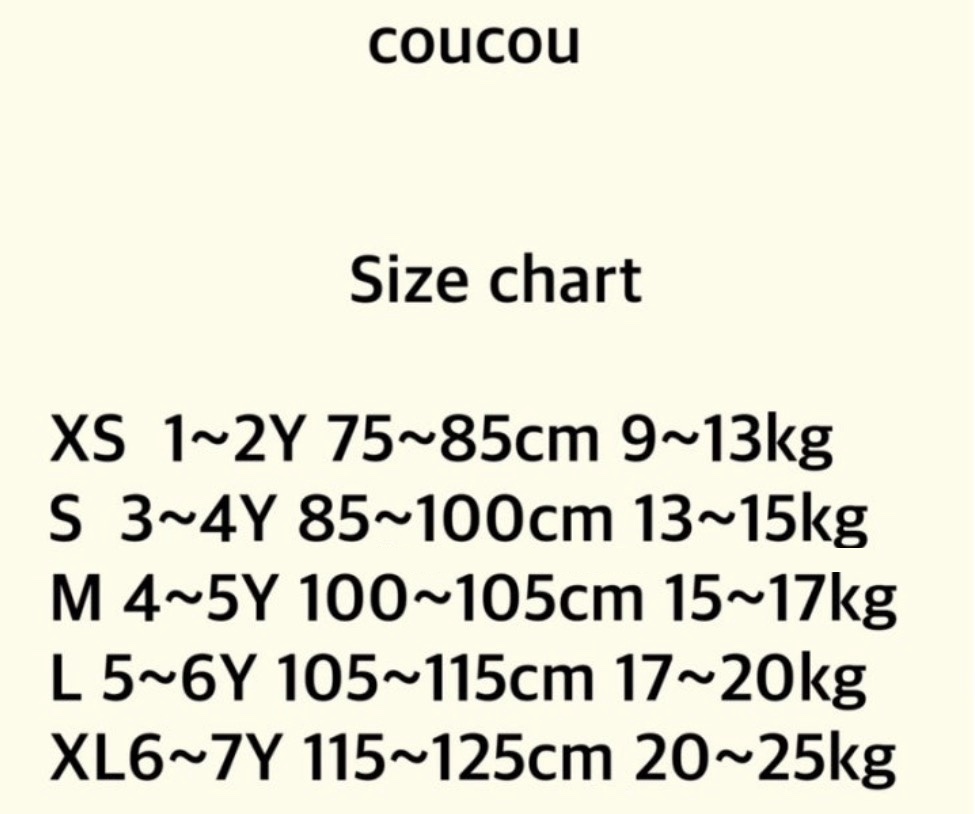 coucou
Size chart
XS 1~2Y 75~85cm 9~13kg
S 3~4Y 85~100cm 13~15kg
M 4~5Y 100~105cm 15~17kg
L 5~6Y 105~115cm 17~20kg
XL6~7Y 115~125cm 20~25kg